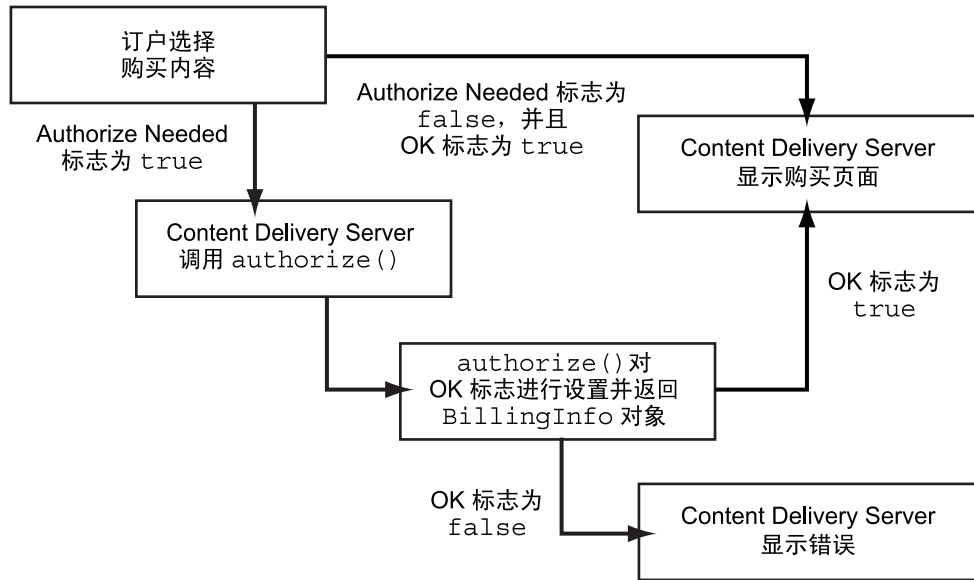 订户选择
购买内容
Authorize Needed
标志为 true
Authorize Needed 标志为
false，并且
OK 标志为 true
Content Delivery Server
显示购买页面
Content Delivery Server
调用 authorize()
OK 标志为
true
authorize()对
OK 标志进行设置并返回
BillingInfo 对象
OK 标志为
false
Content Delivery Server
显示错误